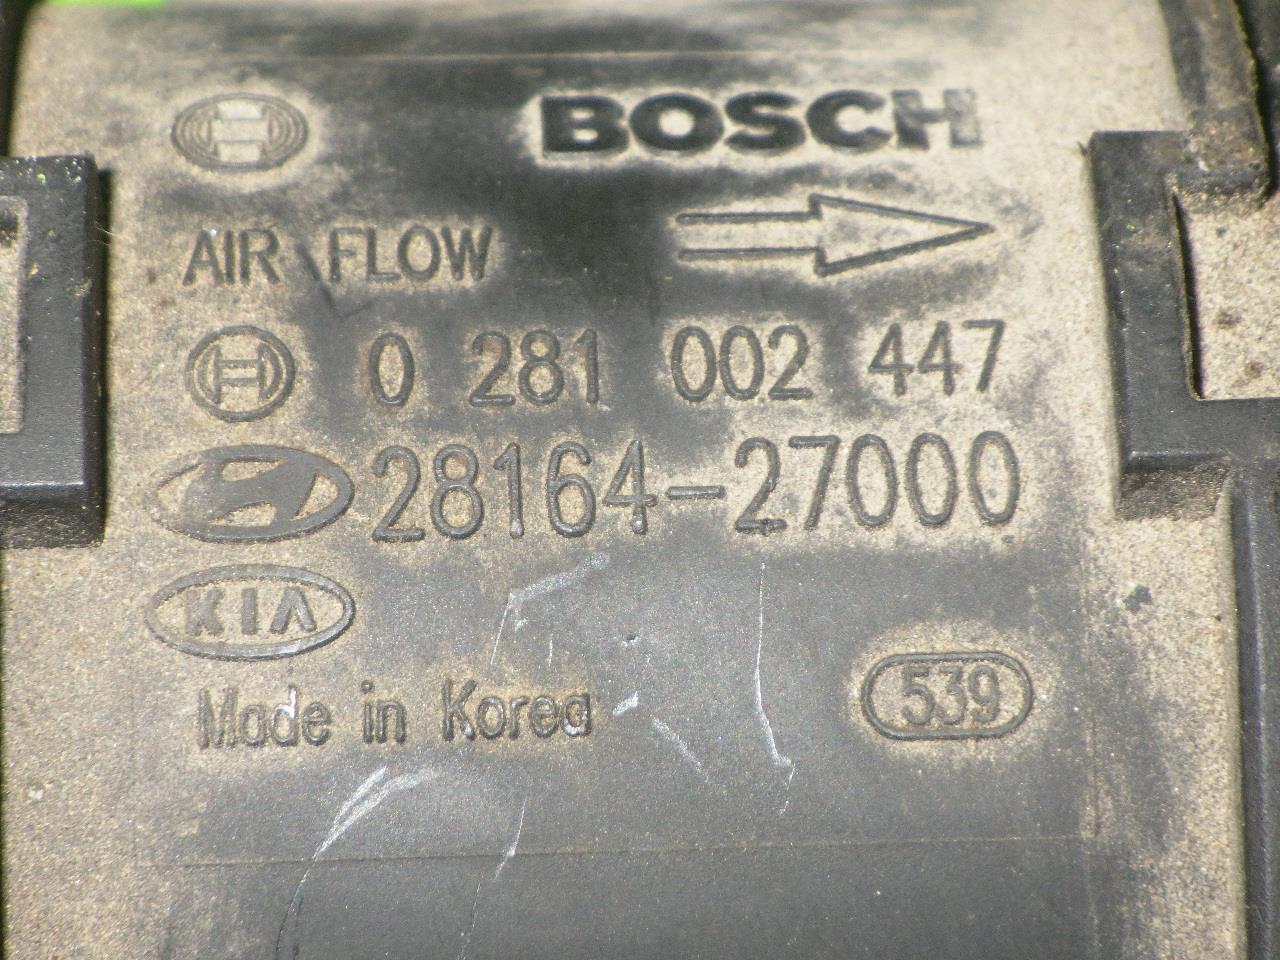 BOSCH
AIR FLOW
0 281 002 447
28164-27000
KIA
Made in Korea
539